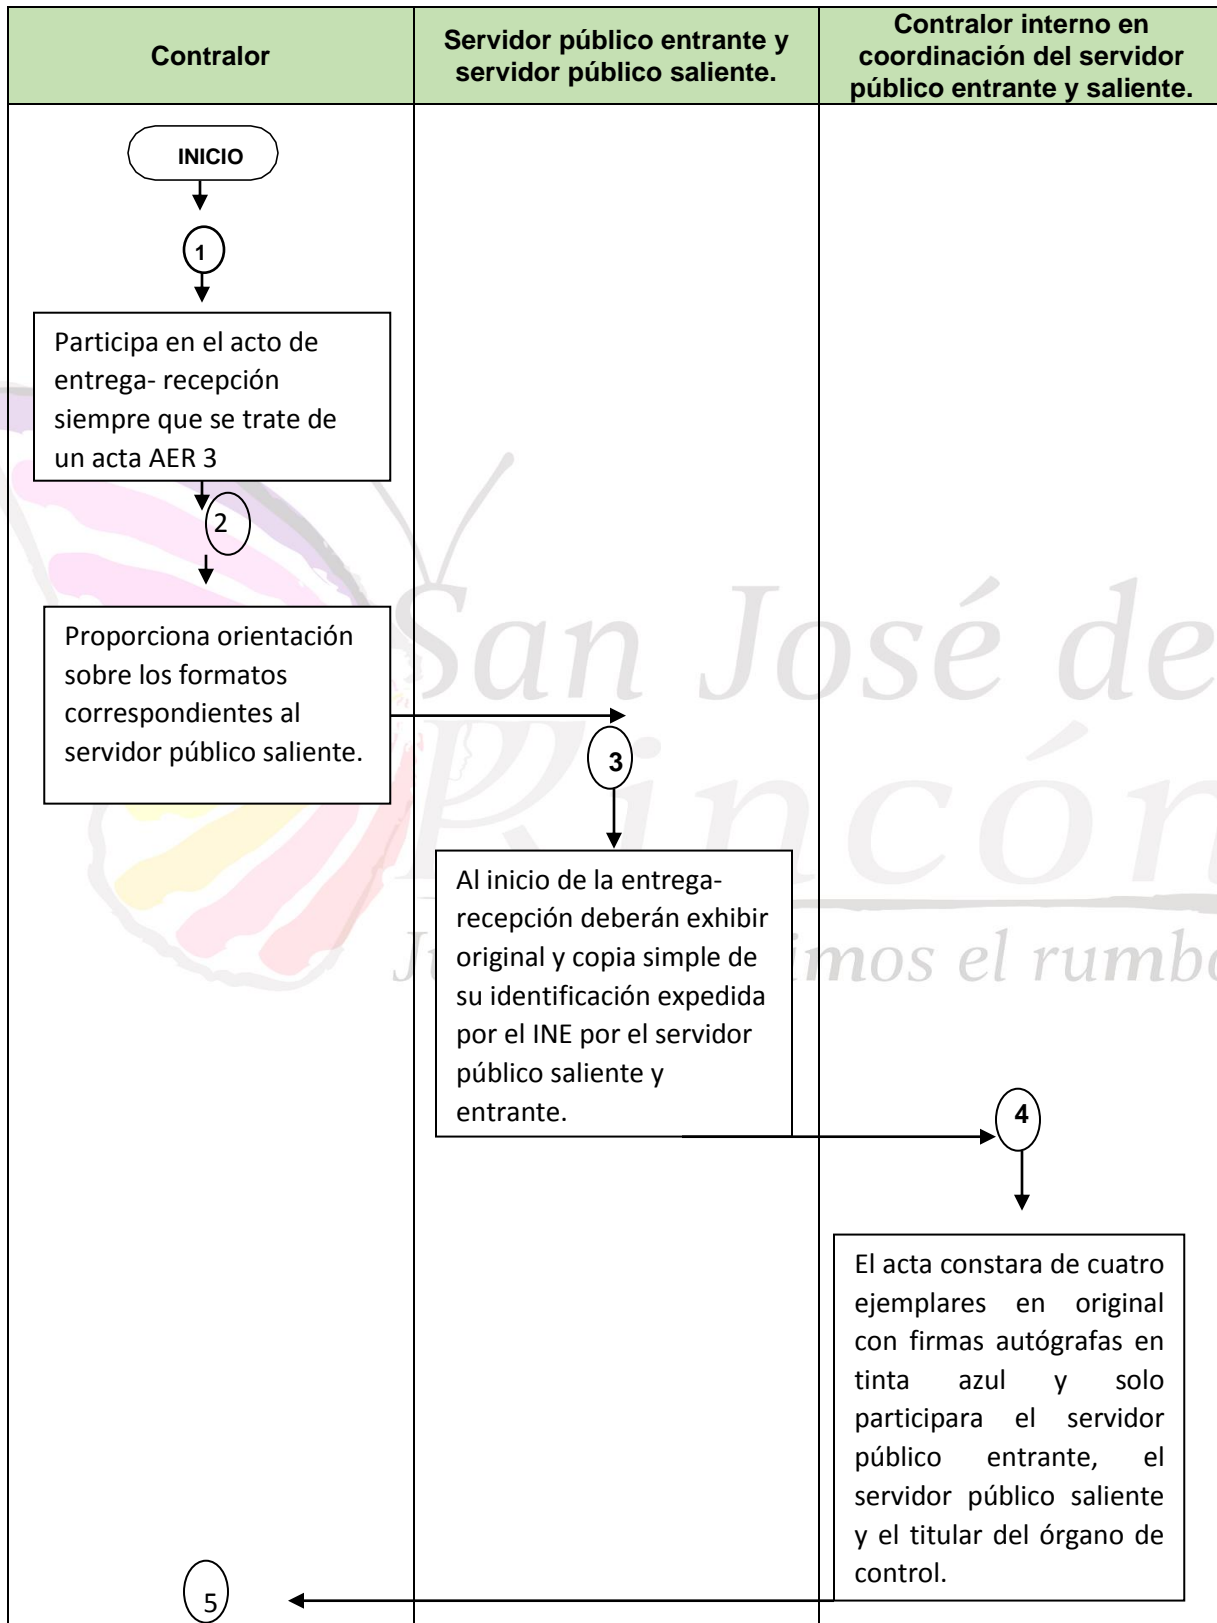 Contralor
Servidor público entrante y
servidor público saliente.
Contralor interno en
coordinación del servidor
público entrante y saliente.
INICIO
1
Participa en el acto de
entrega- recepción
siempre que se trate de
un acta AER 3
2
Proporciona orientación
sobre los formatos
correspondientes al
servidor público saliente.
3
Al inicio de la entrega-
recepción deberán exhibir
original y copia simple de
su identificación expedida
por el INE por el servidor
público saliente y
entrante.
4
El acta constara de cuatro
ejemplares en original
con firmas autógrafas en
tinta azul y solo
participara el servidor
público entrante, el
servidor público saliente
y el titular del órgano de
control.
5
San José de
Rincón
imos el rumbo